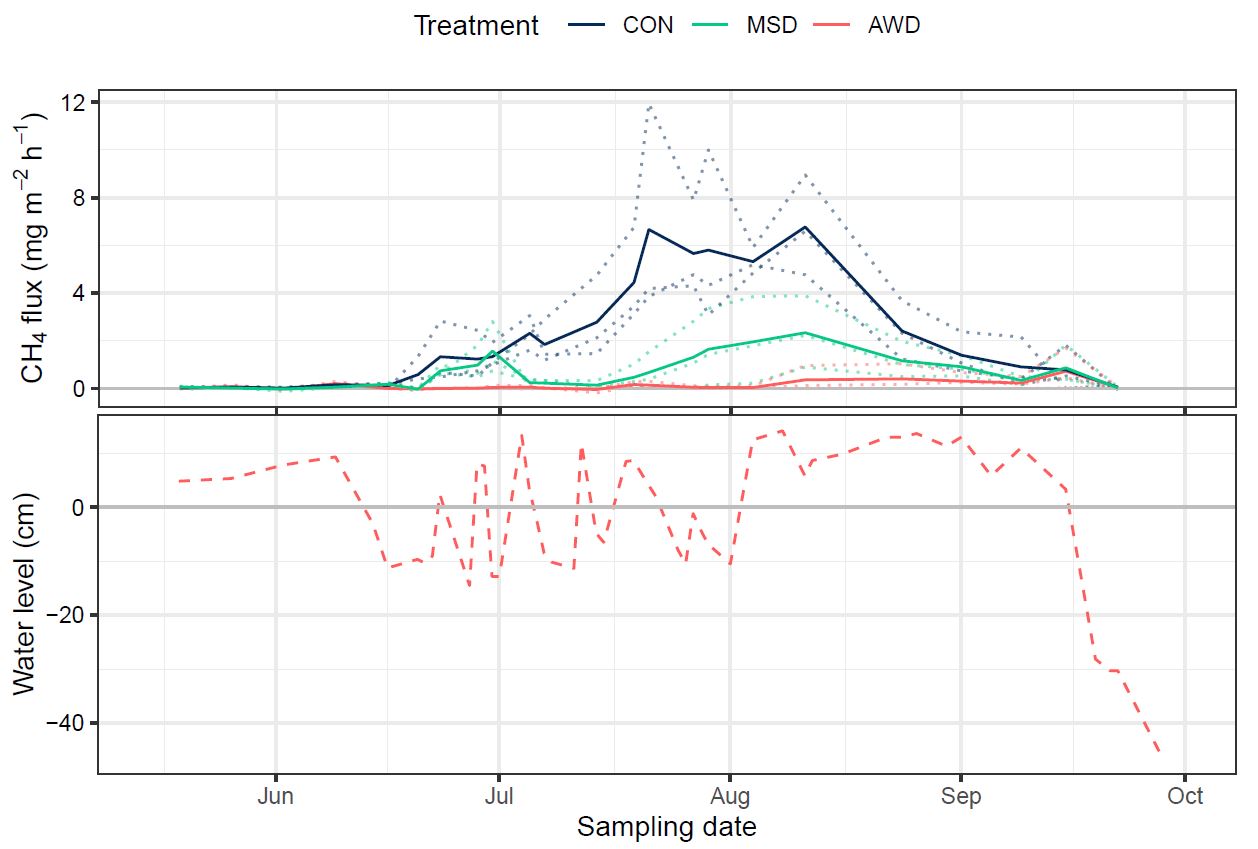 Treatment CON MSD AWD
CH₄ flux (mg m⁻² h⁻¹)
12
8
4
0
Water level (cm)
0
−20
−40
Jun Jul Aug Sep Oct
Sampling date